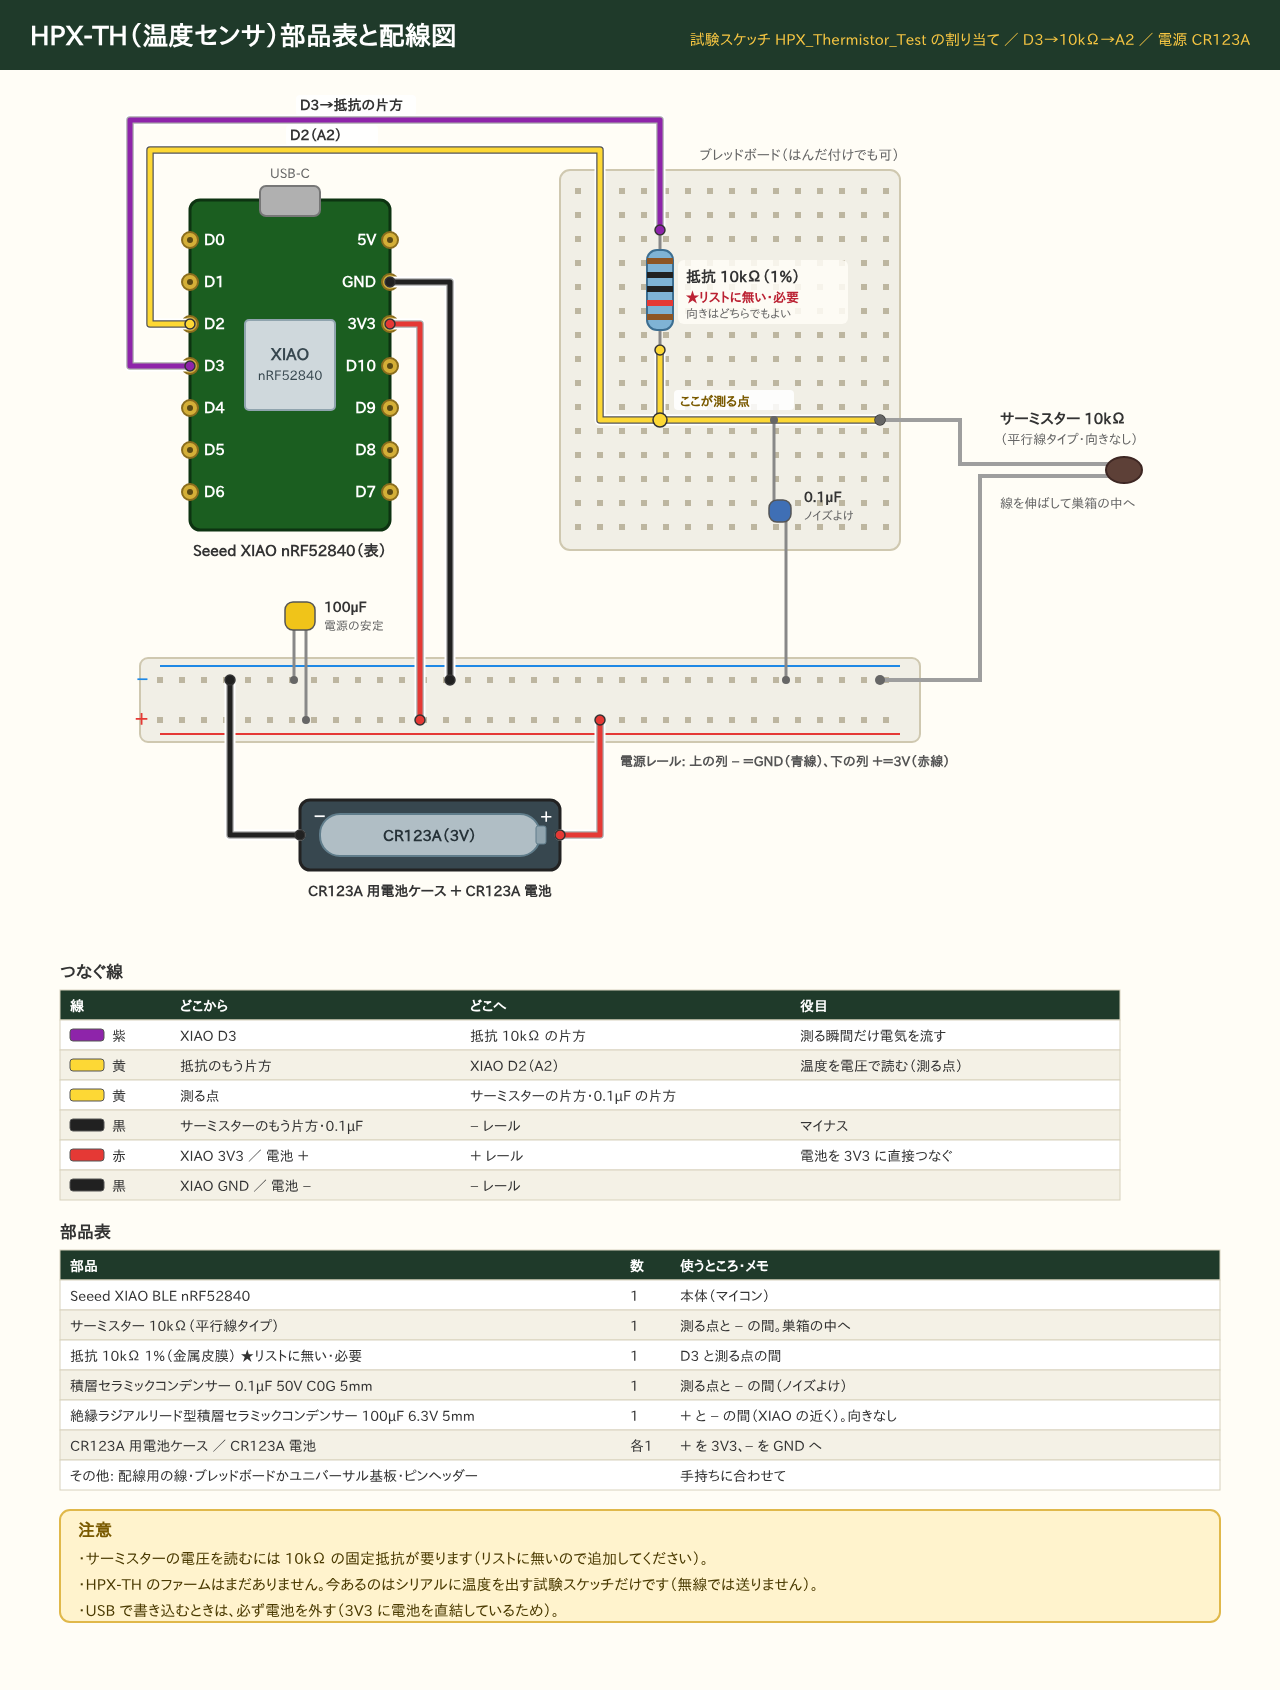 HPX-TH（温度センサ）部品表と配線図
試験スケッチ HPX_Thermistor_Test の割り当て ／ D3→10kΩ→A2 ／ 電源 CR123A
D3→抵抗の片方
D2（A2）
USB-C
ブレッドボード（はんだ付けでも可）
D0 5V
D1 GND
D2 3V3
D3 D10
D4 D9
D5 D8
D6 D7
XIAO
nRF52840
Seeed XIAO nRF52840（表）
抵抗 10kΩ（1%）
★リストに無い・必要
向きはどちらでもよい
ここが測る点
サーミスター 10kΩ
（平行線タイプ・向きなし）
線を伸ばして巣箱の中へ
0.1µF
ノイズよけ
100µF
電源の安定
−
+
電源レール: 上の列 − ＝GND（青線）、下の列 ＋＝3V（赤線）
− +
CR123A（3V）
CR123A 用電池ケース ＋ CR123A 電池
つなぐ線
線 どこから どこへ 役目
紫 XIAO D3 抵抗 10kΩ の片方 測る瞬間だけ電気を流す
黄 抵抗のもう片方 XIAO D2（A2） 温度を電圧で読む（測る点）
黄 測る点 サーミスターの片方・0.1µF の片方
黒 サーミスターのもう片方・0.1µF − レール マイナス
赤 XIAO 3V3 ／ 電池 ＋ ＋ レール 電池を 3V3 に直接つなぐ
黒 XIAO GND ／ 電池 − − レール
部品表
部品 数 使うところ・メモ
Seeed XIAO BLE nRF52840 1 本体（マイコン）
サーミスター 10kΩ（平行線タイプ） 1 測る点と − の間。巣箱の中へ
抵抗 10kΩ 1%（金属皮膜） ★リストに無い・必要 1 D3 と測る点の間
積層セラミックコンデンサー 0.1µF 50V C0G 5mm 1 測る点と − の間（ノイズよけ）
絶縁ラジアルリード型積層セラミックコンデンサー 100µF 6.3V 5mm 1 ＋ と − の間（XIAO の近く）。向きなし
CR123A 用電池ケース ／ CR123A 電池 各1 ＋ を 3V3、− を GND へ
その他: 配線用の線・ブレッドボードかユニバーサル基板・ピンヘッダー 手持ちに合わせて
注意
・サーミスターの電圧を読むには 10kΩ の固定抵抗が要ります（リストに無いので追加してください）。
・HPX-TH のファームはまだありません。今あるのはシリアルに温度を出す試験スケッチだけです（無線では送りません）。
・USB で書き込むときは、必ず電池を外す（3V3 に電池を直結しているため）。